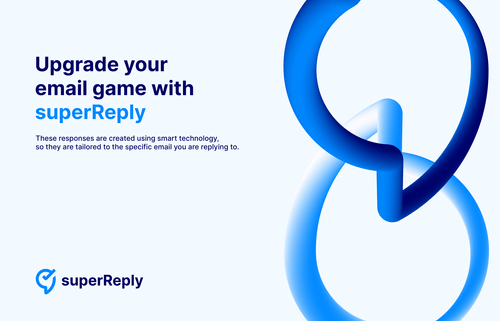 Upgrade your
email game with
superReply
These responses are created using smart technology,
so they are tailored to the specific email you are replying to.
superReply